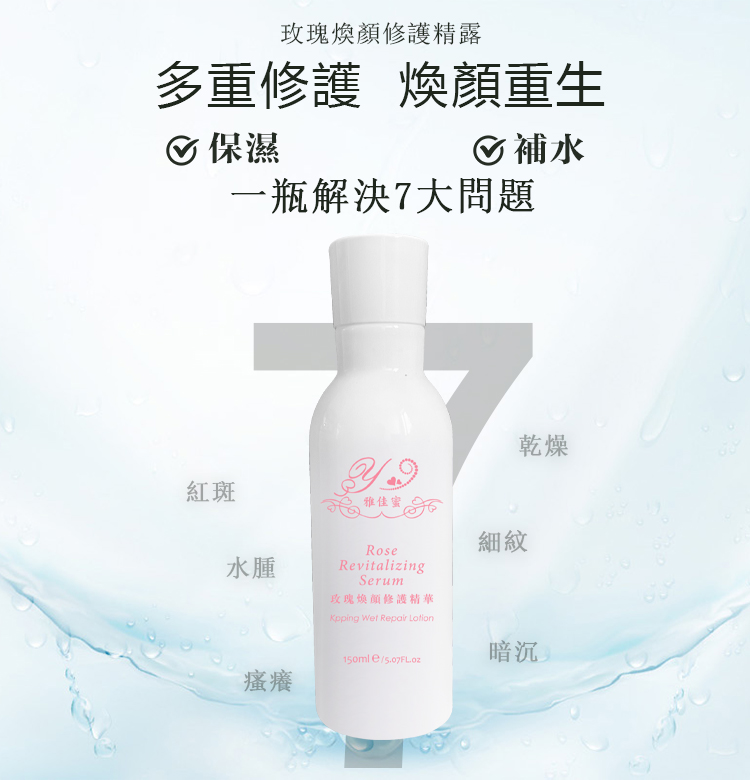 玫瑰煥顏修護精露
多重修護 煥顏重生
保濕 補水
一瓶解決7大問題
7
乾燥
紅斑
細紋
水腫
暗沉
瘙癢
y
雅佳蜜
Rose
Revitalizing
Serum
玫瑰煥顏修護精華
Kpping Wet Repair Lotion
150ml e/5.07FL.oz